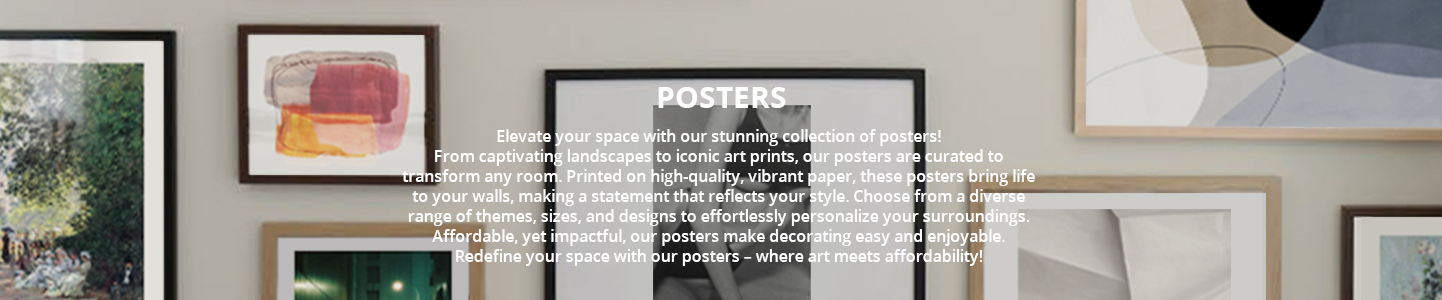 POSTERS
Elevate your space with our stunning collection of posters!
From captivating landscapes to iconic art prints, our posters are curated to
transform any room. Printed on high-quality, vibrant paper, these posters bring life
to your walls, making a statement that reflects your style. Choose from a diverse
range of themes, sizes, and designs to effortlessly personalize your surroundings.
Affordable, yet impactful, our posters make decorating easy and enjoyable.
Redefine your space with our posters – where art meets affordability!